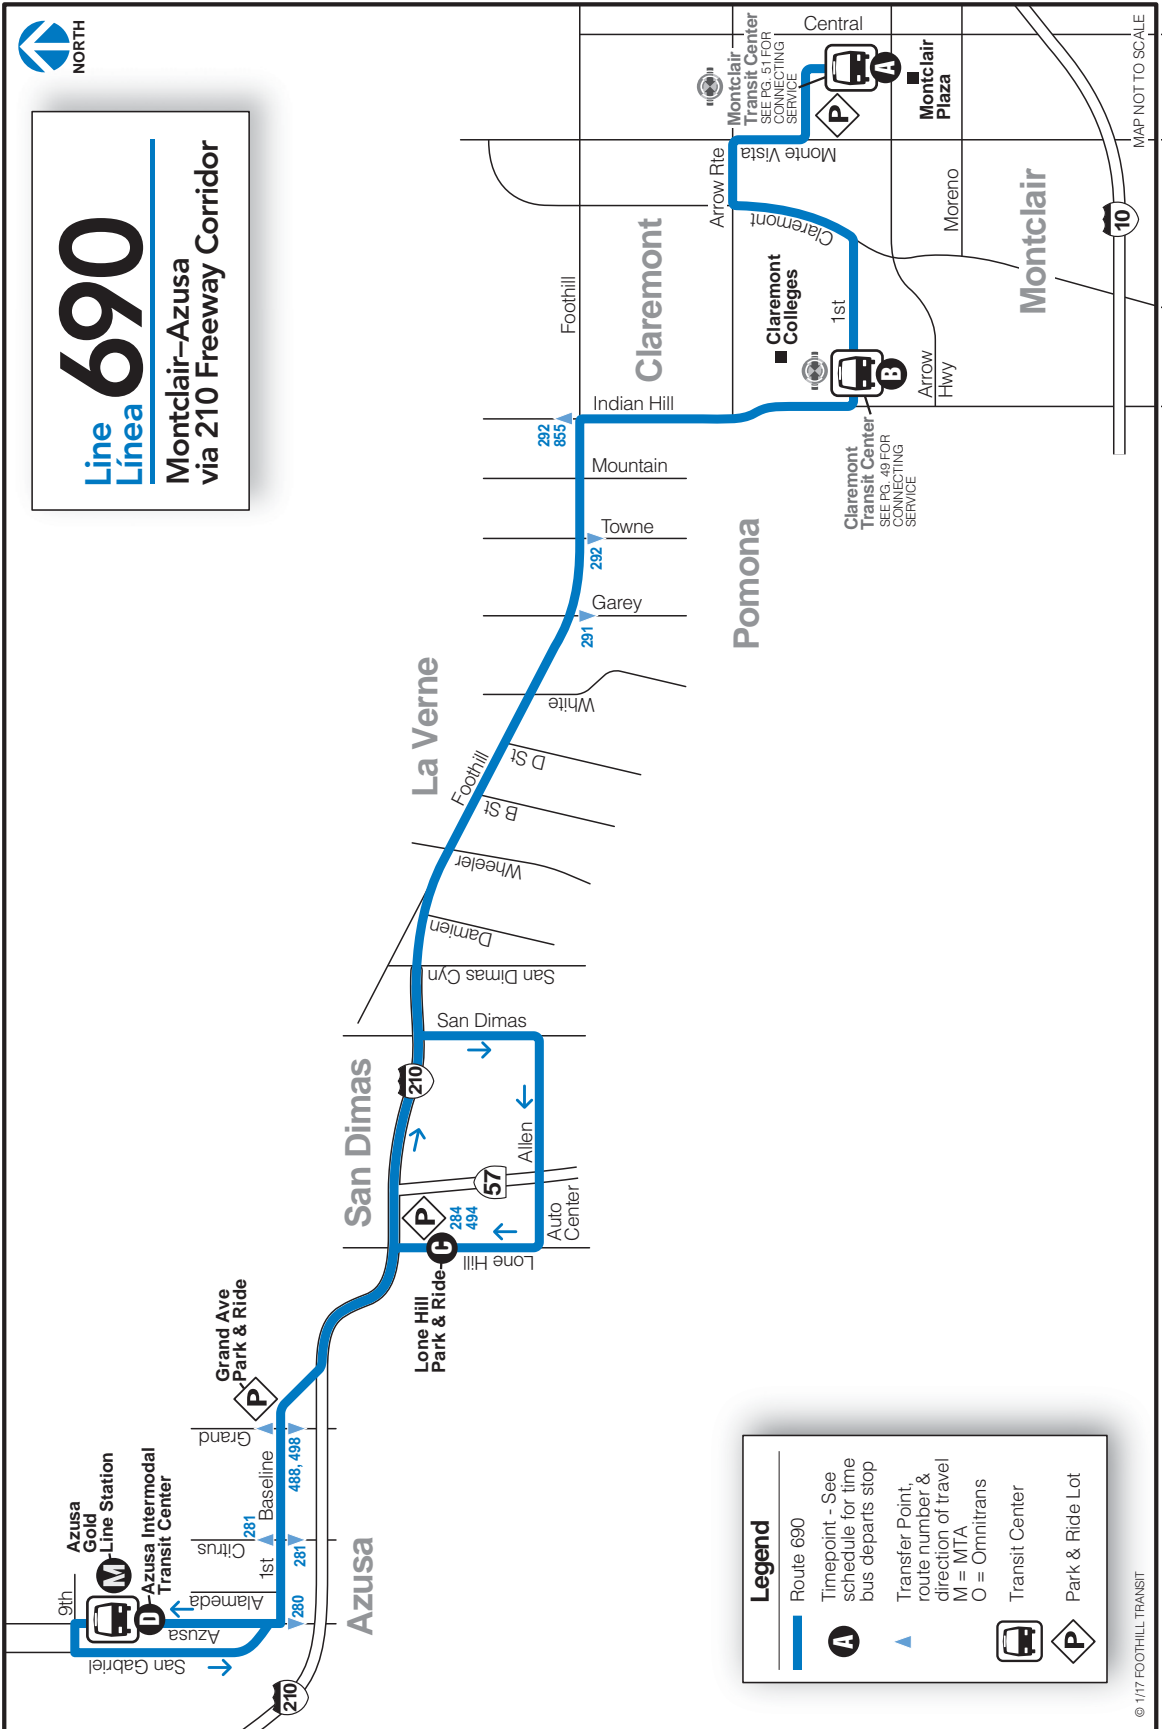 NORTH
Line
Línea
690
Montclair–Azusa
via 210 Freeway Corridor
Azusa
Gold
Line Station
M
Azusa Intermodal
Transit Center
D
9th
San Gabriel
Azusa
Alameda
1st
Citrus
281
281
280
Baseline
Grand
488, 498
Grand Ave
Park & Ride
P
210
Azusa
San Dimas
Lone Hill
Park & Ride
C
P
284
494
Lone Hill
Auto
Center
57
Allen
210
San Dimas
San Dimas Cyn
Damien
Wheeler
B St
D St
Foothill
La Verne
White
Garey
291
Towne
292
Mountain
Indian Hill
292
855
Foothill
Pomona
Claremont
Claremont
Transit Center
SEE PG. 49 FOR
CONNECTING
SERVICE
B
Claremont
Colleges
1st
Arrow
Hwy
Claremont
Arrow Rte
Monte Vista
Moreno
Montclair
10
Montclair
Transit Center
SEE PG. 51 FOR
CONNECTING
SERVICE
P
A
Montclair
Plaza
Central
MAP NOT TO SCALE
Legend
Route 690
A
Timepoint - See
schedule for time
bus departs stop
Transfer Point,
route number &
direction of travel
M = MTA
O = Omnitrans
Transit Center
P
Park & Ride Lot
© 1/17 FOOTHILL TRANSIT